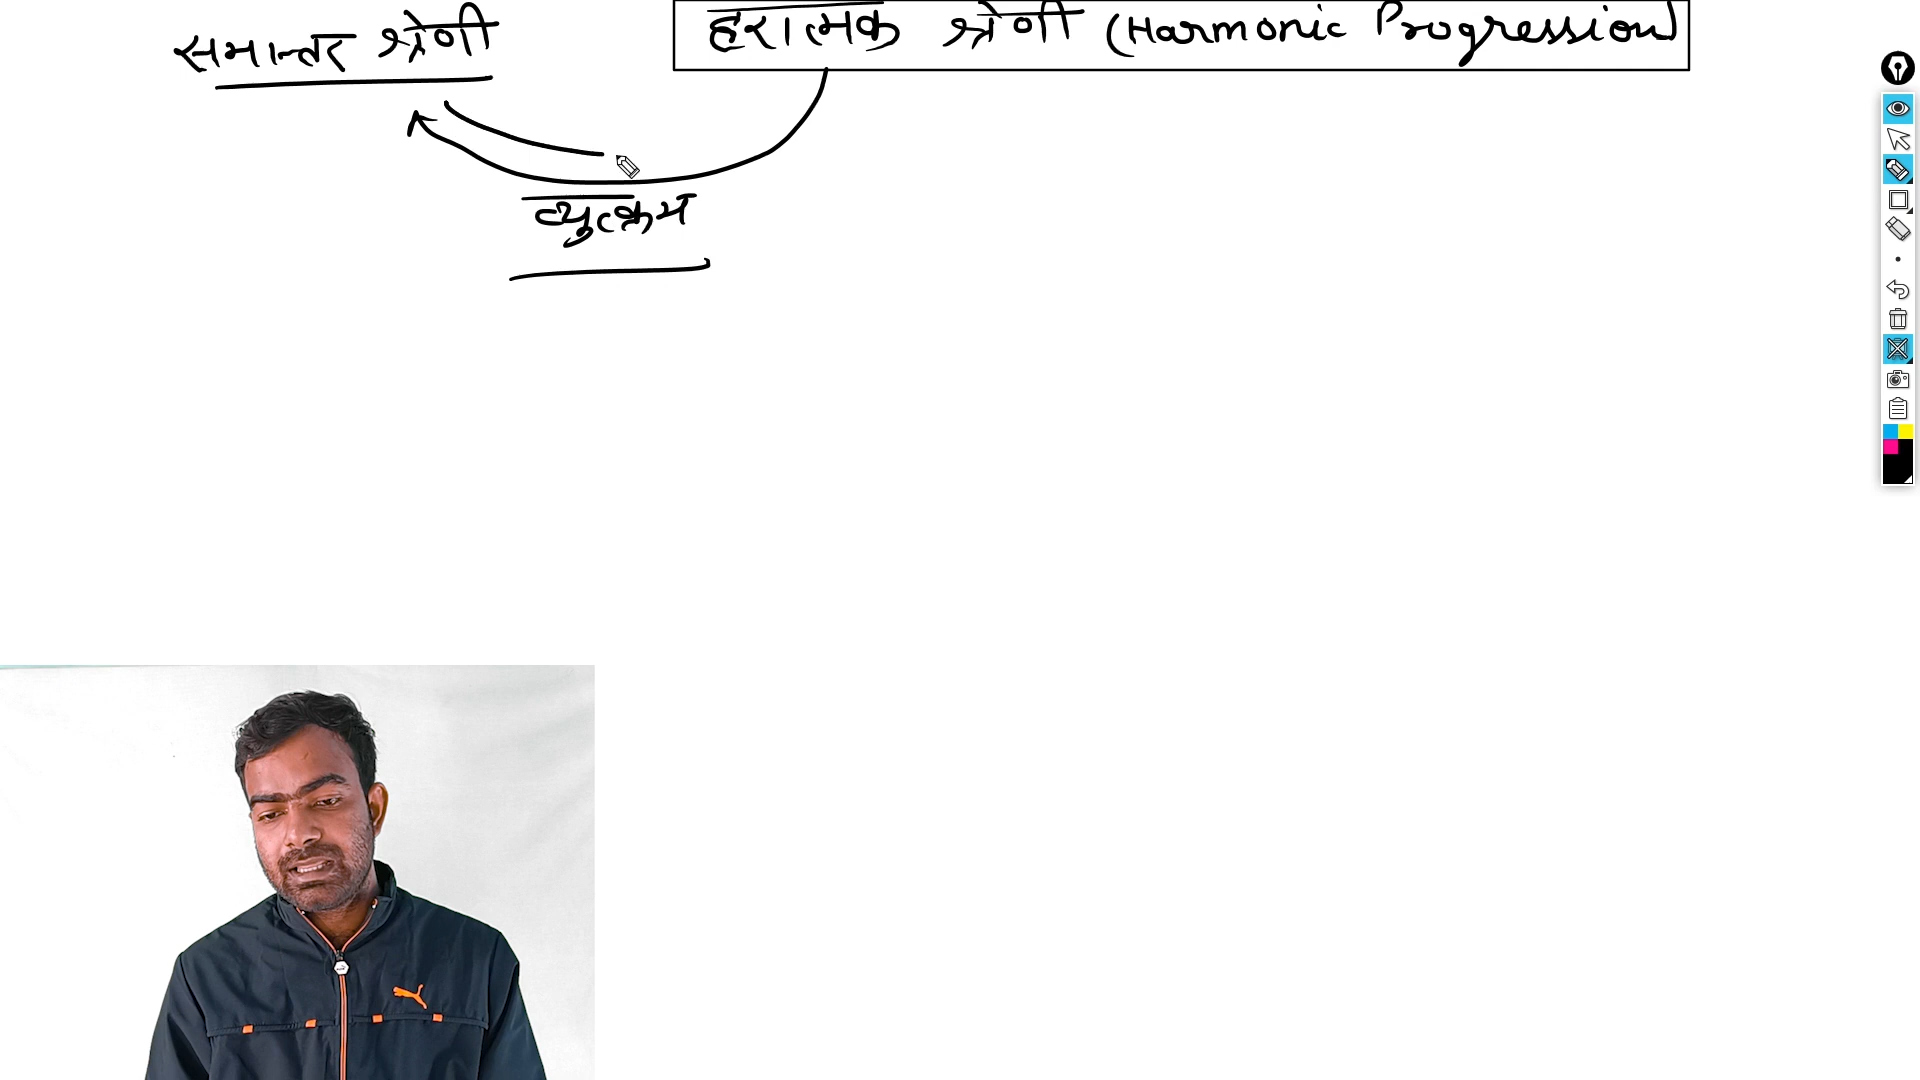 समान्तर श्रेणी
हरात्मक श्रेणी (Harmonic Progression)
व्युत्क्रम